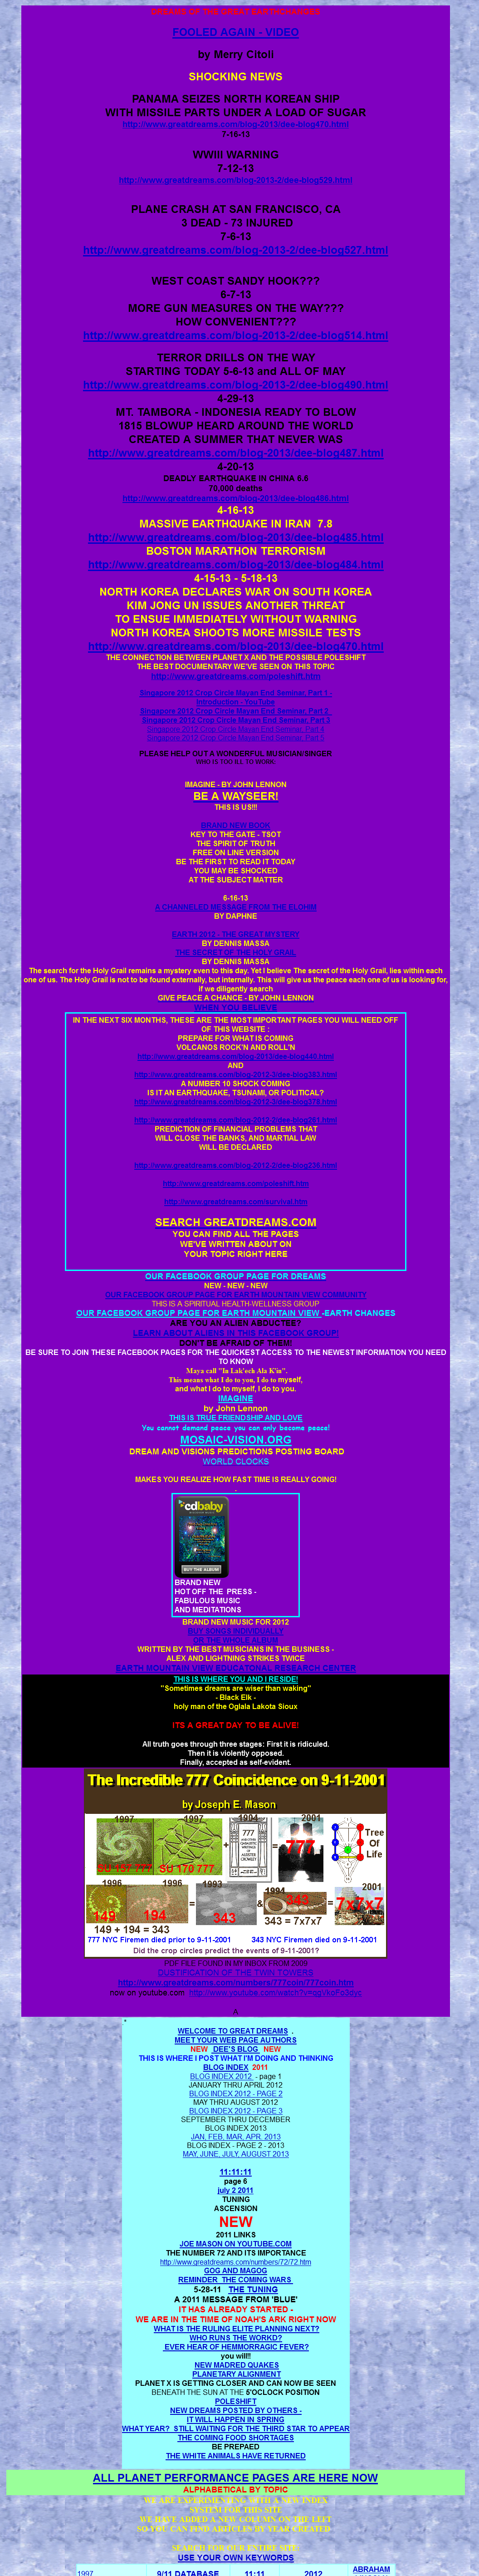 DREAMS OF THE GREAT EARTHCHANGES
FOOLED AGAIN - VIDEO
by Merry Citoli
SHOCKING NEWS
PANAMA SEIZES NORTH KOREAN SHIP
WITH MISSILE PARTS UNDER A LOAD OF SUGAR
http://www.greatdreams.com/blog-2013/dee-blog470.html
7-16-13
WWIII WARNING
7-12-13
http://www.greatdreams.com/blog-2013-2/dee-blog529.html
PLANE CRASH AT SAN FRANCISCO, CA
3 DEAD - 73 INJURED
7-6-13
http://www.greatdreams.com/blog-2013-2/dee-blog527.html
WEST COAST SANDY HOOK???
6-7-13
MORE GUN MEASURES ON THE WAY???
HOW CONVENIENT???
http://www.greatdreams.com/blog-2013-2/dee-blog514.html
TERROR DRILLS ON THE WAY
STARTING TODAY 5-6-13 and ALL OF MAY
http://www.greatdreams.com/blog-2013-2/dee-blog490.html
4-29-13
MT. TAMBORA - INDONESIA READY TO BLOW
1815 BLOWUP HEARD AROUND THE WORLD
CREATED A SUMMER THAT NEVER WAS
http://www.greatdreams.com/blog-2013/dee-blog487.html
4-20-13
DEADLY EARTHQUAKE IN CHINA 6.6
70,000 deaths
http://www.greatdreams.com/blog-2013/dee-blog486.html
4-16-13
MASSIVE EARTHQUAKE IN IRAN 7.8
http://www.greatdreams.com/blog-2013/dee-blog485.html
BOSTON MARATHON TERRORISM
http://www.greatdreams.com/blog-2013/dee-blog484.html
4-15-13 - 5-18-13
NORTH KOREA DECLARES WAR ON SOUTH KOREA
KIM JONG UN ISSUES ANOTHER THREAT
TO ENSUE IMMEDIATELY WITHOUT WARNING
NORTH KOREA SHOOTS MORE MISSILE TESTS
http://www.greatdreams.com/blog-2013/dee-blog470.html
THE CONNECTION BETWEEN PLANET X AND THE POSSIBLE POLESHIFT
THE BEST DOCUMENTARY WE'VE SEEN ON THIS TOPIC
http://www.greatdreams.com/poleshift.htm
Singapore 2012 Crop Circle Mayan End Seminar, Part 1
Introduction - YouTube
Singapore 2012 Crop Circle Mayan End Seminar, Part 2
Singapore 2012 Crop Circle Mayan End Seminar, Part 3
Singapore 2012 Crop Circle Mayan End Seminar, Part 4
Singapore 2012 Crop Circle Mayan End Seminar, Part 5
PLEASE HELP OUT A WONDERFUL MUSICIAN/SINGER
WHO IS TOO ILL TO WORK:
IMAGINE - BY JOHN LENNON
BE A WAYSEER!
THIS IS US!!!
BRAND NEW BOOK
KEY TO THE GATE - TSOT
THE SPIRIT OF TRUTH
FREE ON LINE VERSION
BE THE FIRST TO READ IT TODAY
YOU MAY BE SHOCKED
AT THE SUBJECT MATTER
6-16-13
A CHANNELED MESSAGE FROM THE ELOHIM
BY DAPHNE
EARTH 2012 - THE GREAT MYSTERY
BY DENNIS MASSA
THE SECRET OF THE HOLY GRAIL
BY DENNIS MASSA
The search for the Holy Grail remains a mystery even to this day. Yet I believe The secret of the Holy Grail, lies within each
one of us. The Holy Grail is not to be found externally, but internally. This will give us the peace each one of us is looking for,
if we diligently search
GIVE PEACE A CHANCE - BY JOHN LENNON
WHEN YOU BELIEVE
IN THE NEXT SIX MONTHS, THESE ARE THE MOST IMPORTANT PAGES YOU WILL NEED OFF
OF THIS WEBSITE :
PREPARE FOR WHAT IS COMING
VOLCANOS ROCK'N AND ROLL'N
http://www.greatdreams.com/blog-2013/dee-blog446.html
AND
http://www.greatdreams.com/blog-2012-3/dee-blog383.html
A NUMBER 10 SHOCK COMING
IS IT AN EARTHQUAKE, TSUNAMI, OR POLITICAL?
http://www.greatdreams.com/blog-2012-3/dee-blog378.html
http://www.greatdreams.com/blog-2012-2/dee-blog261.html
PREDICTION OF FINANCIAL PROBLEMS THAT
WILL CLOSE THE BANKS, AND MARTIAL LAW
WILL BE DECLARED
http://www.greatdreams.com/blog-2012-2/dee-blog236.html
http://www.greatdreams.com/poleshift.htm
http://www.greatdreams.com/survival.htm
SEARCH GREATDREAMS.COM
YOU CAN FIND ALL THE PAGES
WE'VE WRITTEN ABOUT ON
YOUR TOPIC RIGHT HERE
OUR FACEBOOK GROUP PAGE FOR DREAMS
NEW - NEW - NEW
OUR FACEBOOK GROUP PAGE FOR EARTH MOUNTAIN VIEW COMMUNITY
THIS IS A SPIRITUAL HEALTH-WELLNESS GROUP
OUR FACEBOOK GROUP PAGE FOR EARTH MOUNTAIN VIEW -EARTH CHANGES
ARE YOU AN ALIEN ABDUCTEE?
LEARN ABOUT ALIENS IN THIS FACEBOOK GROUP!
DON'T BE AFRAID OF THEM!
BE SURE TO JOIN THESE FACEBOOK PAGES FOR THE QUICKEST ACCESS TO THE NEWEST INFORMATION YOU NEED
TO KNOW
Maya call "In Lak'ech Ala K'in".
This means what I do to you, I do to myself,
and what I do to myself, I do to you.
IMAGINE
by John Lennon
THIS IS TRUE FRIENDSHIP AND LOVE
You cannot demand peace you can only become peace!
MOSAIC-VISION.ORG
DREAM AND VISIONS PREDICTIONS POSTING BOARD
WORLD CLOCKS
MAKES YOU REALIZE HOW FAST TIME IS REALLY GOING!
cdbaby
BUY THE ALBUM
BRAND NEW
HOT OFF THE PRESS -
FABULOUS MUSIC
AND MEDITATIONS
BRAND NEW MUSIC FOR 2012
BUY SONGS INDIVIDUALLY
OR THE WHOLE ALBUM
WRITTEN BY THE BEST MUSICIANS IN THE BUSINESS -
ALEX AND LIGHTNING STRIKES TWICE
EARTH MOUNTAIN VIEW EDUCATONAL RESEARCH CENTER
THIS IS WHERE YOU AND I RESIDE!
"Sometimes dreams are wiser than waking"
- Black Elk -
holy man of the Oglala Lakota Sioux
ITS A GREAT DAY TO BE ALIVE!
All truth goes through three stages: First it is ridiculed.
Then it is violently opposed.
Finally, accepted as self-evident.
The Incredible 777 Coincidence on 9-11-2001
by Joseph E. Mason
1997 1997 1994 2001
SU 107 777 SU 170 777 + 777 = 777 Tree Of Life
1996 1996 1993 1994 2001
149 194 = 343 & 343 = 7x7x7
149 + 194 = 343 343 = 7x7x7
777 NYC Firemen died prior to 9-11-2001 343 NYC Firemen died on 9-11-2001
Did the crop circles predict the events of 9-11-2001?
PDF FILE FOUND IN MY INBOX FROM 2009
DUSTIFICATION OF THE TWIN TOWERS
http://www.greatdreams.com/numbers/777coin/777coin.htm
now on youtube.com
A
WELCOME TO GREAT DREAMS .
MEET YOUR WEB PAGE AUTHORS
NEW DEE'S BLOG NEW
THIS IS WHERE I POST WHAT I'M DOING AND THINKING
BLOG INDEX 2011
BLOG INDEX 2012 - page 1
JANUARY THRU APRIL 2012
BLOG INDEX 2012 - PAGE 2
MAY THRU AUGUST 2012
BLOG INDEX 2012 - PAGE 3
SEPTEMBER THRU DECEMBER
BLOG INDEX 2013
JAN, FEB, MAR, APR, 2013
BLOG INDEX - PAGE 2 - 2013
MAY, JUNE, JULY, AUGUST 2013
11:11:11
page 6
july 2 2011
TUNING
ASCENSION
NEW
2011 LINKS
JOE MASON ON YOUTUBE.COM
THE NUMBER 72 AND ITS IMPORTANCE
http://www.greatdreams.com/numbers/72/72.htm
GOG AND MAGOG
REMINDER THE COMING WARS
5-28-11 THE TUNING
A 2011 MESSAGE FROM 'BLUE'
IT HAS ALREADY STARTED -
WE ARE IN THE TIME OF NOAH'S ARK RIGHT NOW
WHAT IS THE RULING ELITE PLANNING NEXT?
WHO RUNS THE WORKD?
EVER HEAR OF HEMMORRAGIC FEVER?
you will!!
NEW MADRED QUAKES
PLANETARY ALIGNMENT
PLANET X IS GETTING CLOSER AND CAN NOW BE SEEN
BENEATH THE SUN AT THE 5'OCLOCK POSITION
POLESHIFT
NEW DREAMS POSTED BY OTHERS -
IT WILL HAPPEN IN SPRING
WHAT YEAR? STILL WAITING FOR THE THIRD STAR TO APPEAR
THE COMING FOOD SHORTAGES
BE PREPAED
THE WHITE ANIMALS HAVE RETURNED
ALL PLANET PERFORMANCE PAGES ARE HERE NOW
ALPHABETICAL BY TOPIC
WE ARE EXPERIMENTING WITH A NEW INDEX
SYSTEM FOR THIS SITE
WE HAVE ADDED A NEW COLUMN ON THE LEFT
SO YOU CAN FIND ARTICLES BY YEAR CREATED
SEARCH FOR OUR ENTIRE SITE:
USE YOUR OWN KEYWORDS
1997 9/11 DATABASE 11:11 2012 ABRAHAM